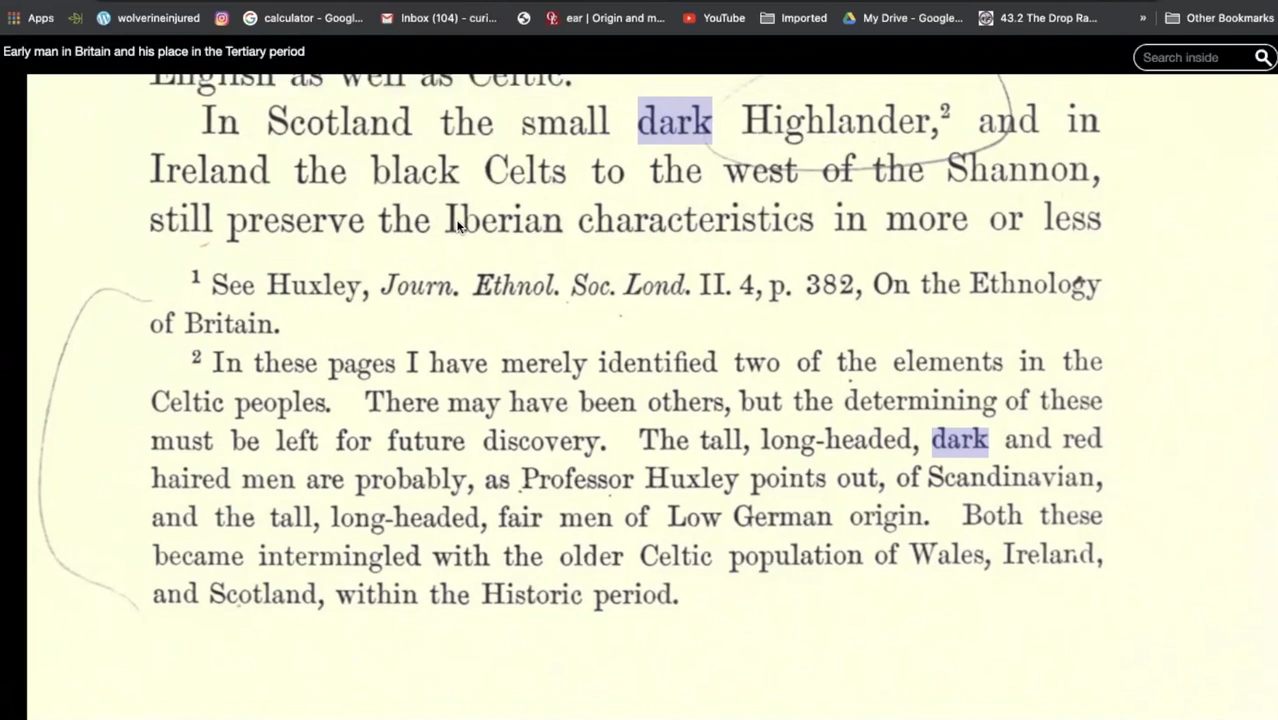 Apps wolverineinjured calculator - Googl... Inbox (104) - curi... ear | Origin and m... YouTube Imported My Drive - Google... 43.2 The Drop Ra... » Other Bookmarks
Early man in Britain and his place in the Tertiary period
Search inside
English as well as Celtic.
In Scotland the small dark Highlander,² and in
Ireland the black Celts to the west of the Shannon,
still preserve the Iberian characteristics in more or less
¹ See Huxley, Journ. Ethnol. Soc. Lond. II. 4, p. 382, On the Ethnology
of Britain.
² In these pages I have merely identified two of the elements in the
Celtic peoples. There may have been others, but the determining of these
must be left for future discovery. The tall, long-headed, dark and red
haired men are probably, as Professor Huxley points out, of Scandinavian,
and the tall, long-headed, fair men of Low German origin. Both these
became intermingled with the older Celtic population of Wales, Ireland,
and Scotland, within the Historic period.